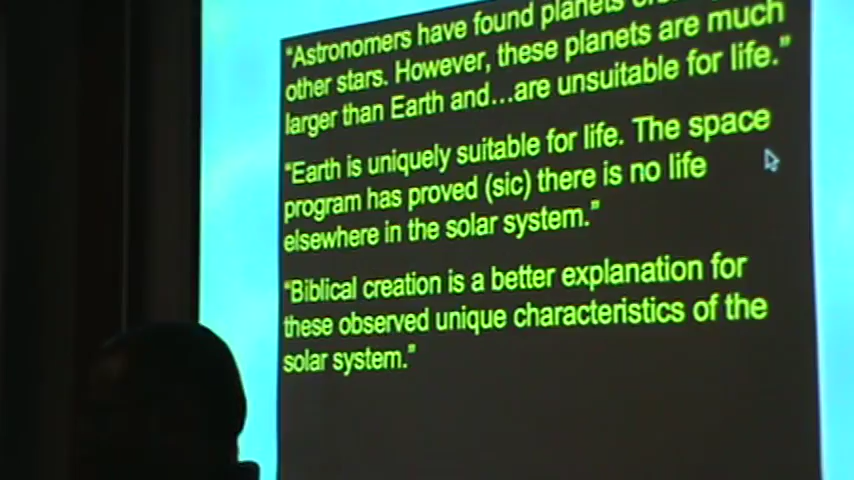 “Astronomers have found planets
other stars. However, these planets are much
larger than Earth and...are unsuitable for life.”
“Earth is uniquely suitable for life. The space
program has proved (sic) there is no life
elsewhere in the solar system.”
“Biblical creation is a better explanation for
these observed unique characteristics of the
solar system.”